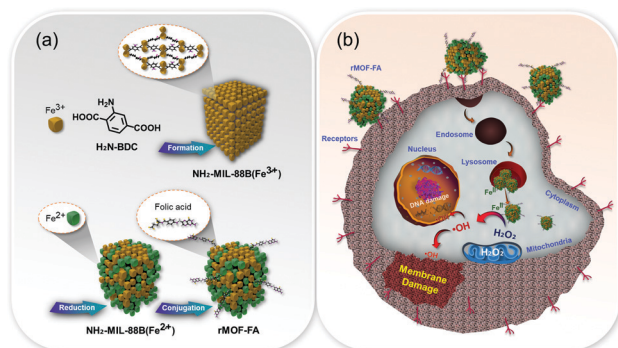 (a)
Fe3+
H2N
HOOC
COOH
H2N-BDC
Formation
NH2-MIL-88B(Fe3+)
Fe2+
Folic acid
Reduction
Conjugation
NH2-MIL-88B(Fe2+)
rMOF-FA
(b)
rMOF-FA
Receptors
Endosome
Nucleus
Lysosome
DNA damage
Cytoplasm
•OH
H2O2
•OH
H2O2
Mitochondria
Membrane
Damage